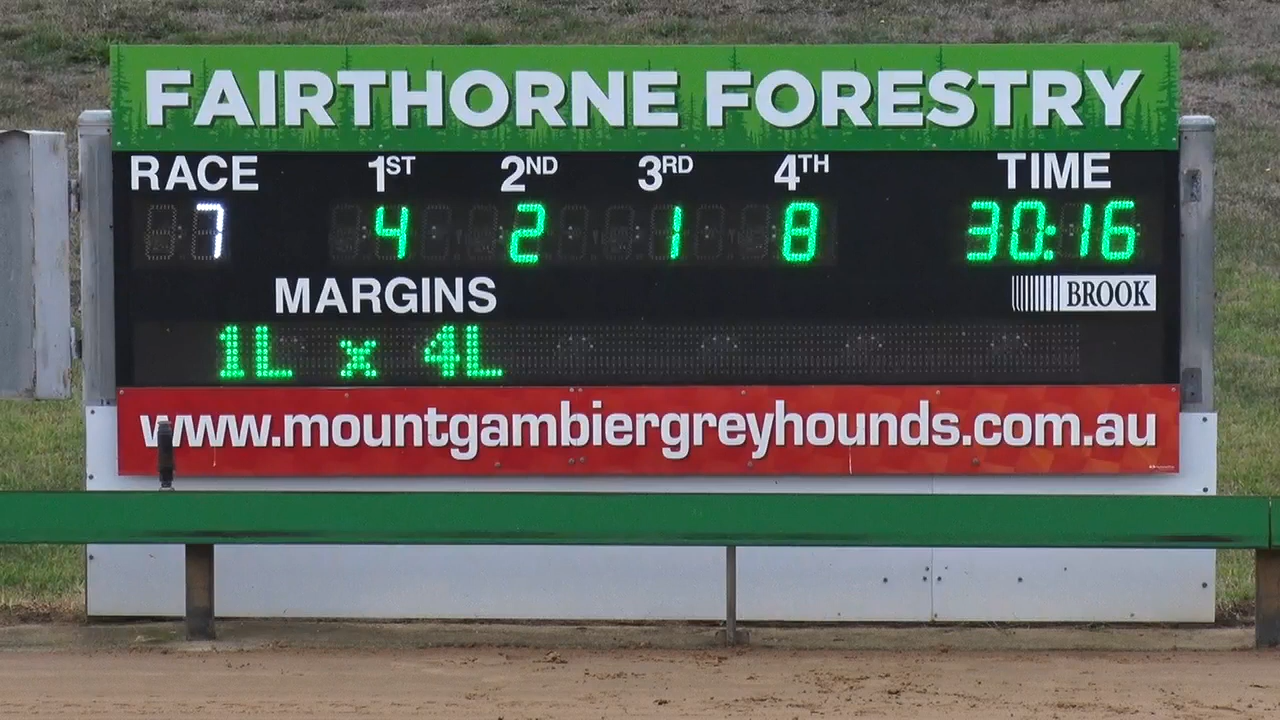 FAIRTHORNE FORESTRY
RACE 1ST 2ND 3RD 4TH TIME
7 4 2 1 8 30:16
MARGINS
BROOK
1L x 4L
www.mountgambiergreyhounds.com.au